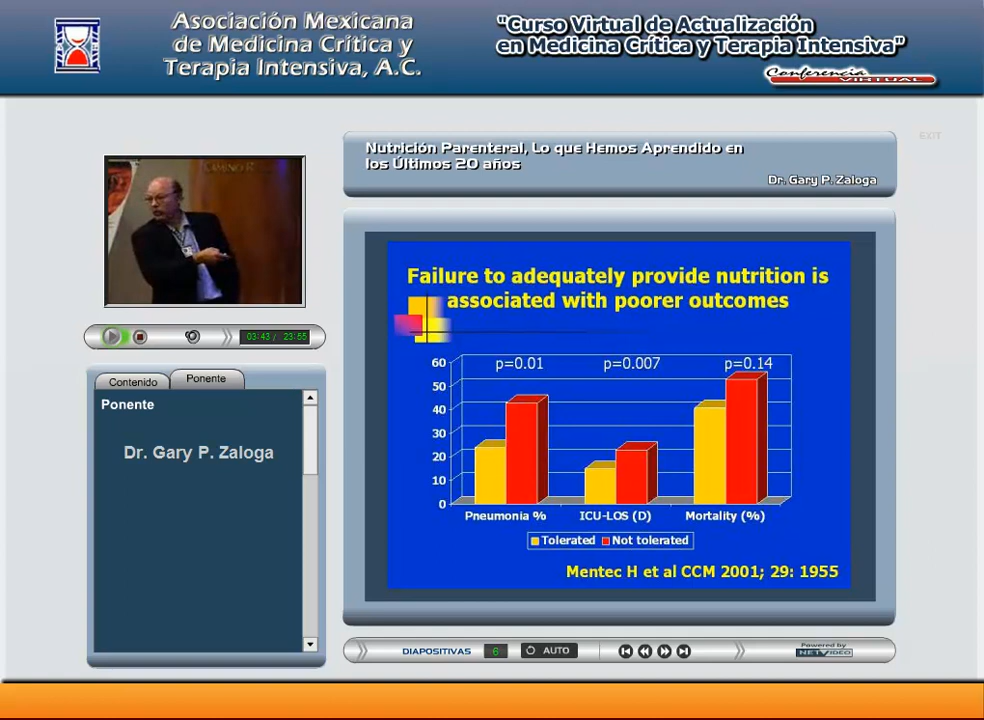 Asociación Mexicana
de Medicina Crítica y
Terapia Intensiva, A.C.
"Curso Virtual de Actualización
en Medicina Crítica y Terapia Intensiva"
Conferencia
VIRTUAL
EXIT
Nutrición Parenteral, Lo que Hemos Aprendido en
los Últimos 20 años
Dr. Gary P. Zaloga
CAMINO R
03:43 / 23:55
Contenido
Ponente
Ponente
Dr. Gary P. Zaloga
Failure to adequately provide nutrition is
associated with poorer outcomes
p=0.01
p=0.007
p=0.14
60
50
40
30
20
10
0
Pneumonia %
ICU-LOS (D)
Mortality (%)
Tolerated
Not tolerated
Mentec H et al CCM 2001; 29: 1955
DIAPOSITIVAS
6
AUTO
Powered by
NETVIDEO